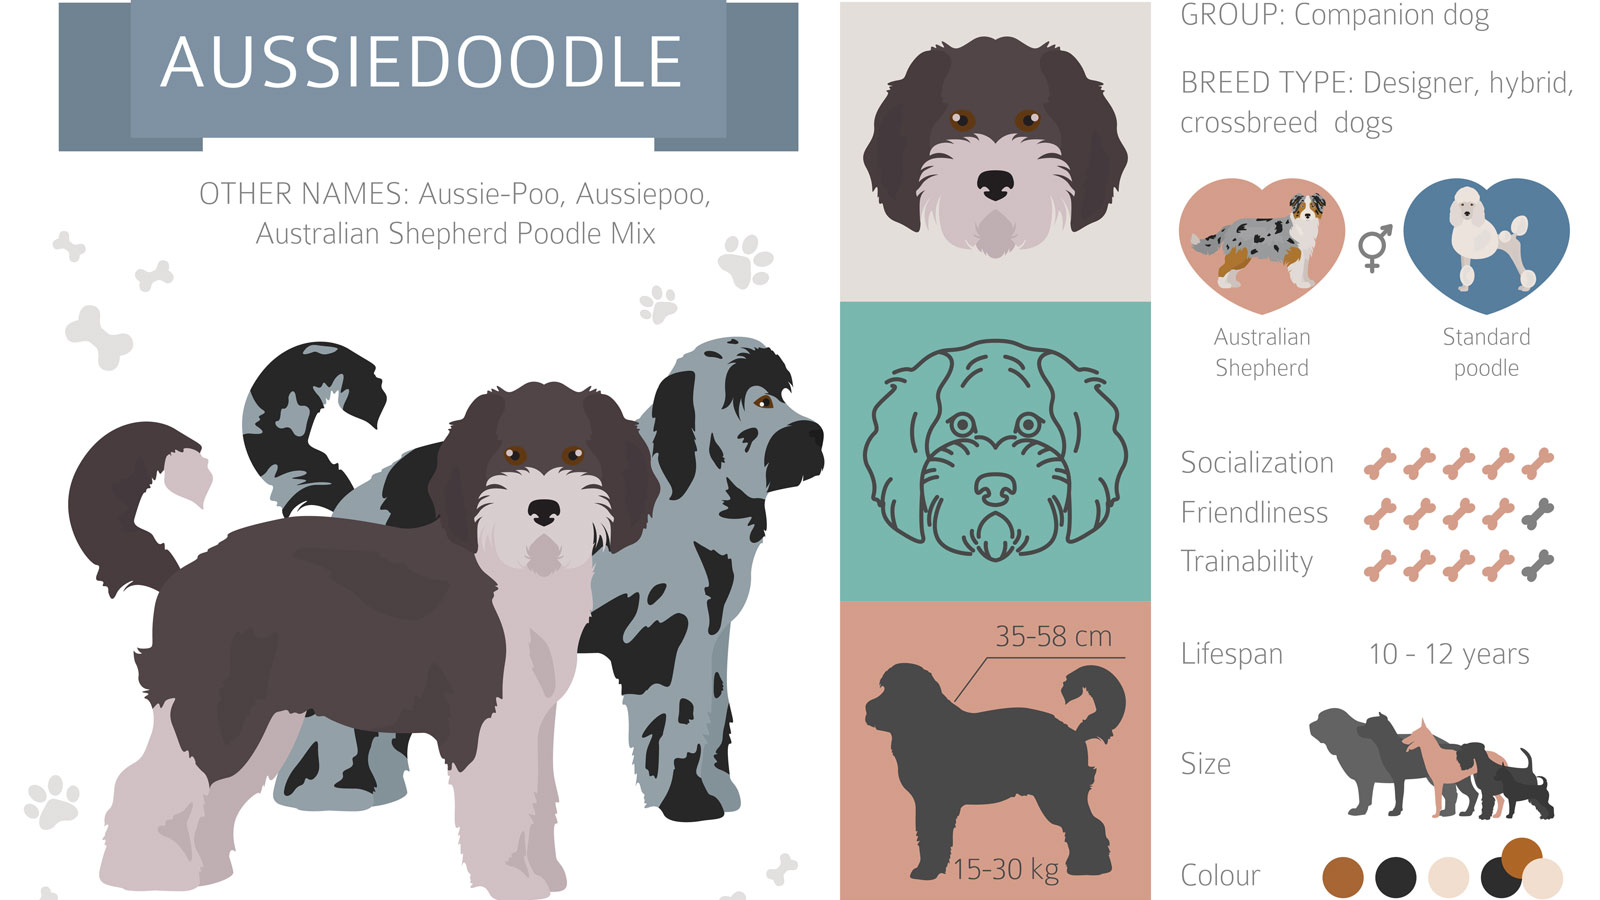 AUSSIEDOODLE
OTHER NAMES: Aussie-Poo, Aussiepoo,
Australian Shepherd Poodle Mix
35-58 cm
15-30 kg
GROUP: Companion dog
BREED TYPE: Designer, hybrid,
crossbreed dogs
Australian
Shepherd
Standard
poodle
Socialization
Friendliness
Trainability
Lifespan 10 - 12 years
Size
Colour